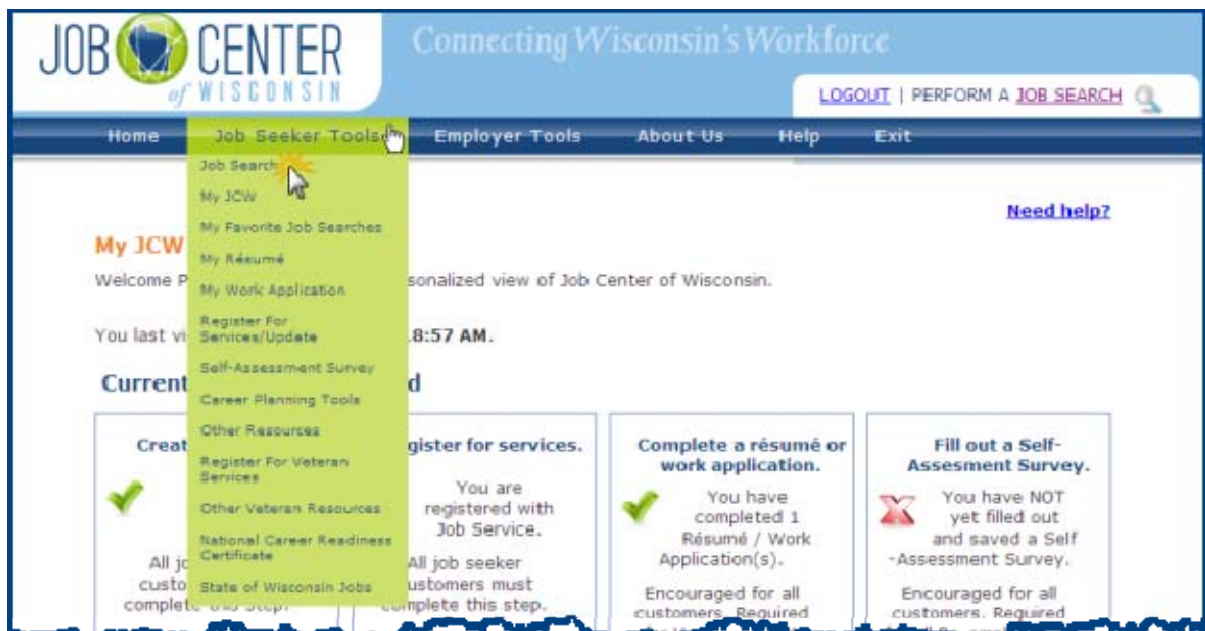 JOB CENTER
of WISCONSIN
Connecting Wisconsin's Workforce
LOGOUT | PERFORM A JOB SEARCH
Home Job Seeker Tools Employer Tools About Us Help Exit
Job Search
My JCW
My Favorite Job Searches
My Résumé
My Work Application
Register For
Services/Update
Self-Assessment Survey
Career Planning Tools
Other Resources
Register For Veteran
Services
Other Veteran Resources
National Career Readiness
Certificate
State of Wisconsin Jobs
Need help?
My JCW
Welcome P sonalized view of Job Center of Wisconsin.
You last vi 8:57 AM.
Current d
Creat
All jo
custo
complete this step.
gister for services.
You are
registered with
Job Service.
All job seeker
ustomers must
complete this step.
Complete a résumé or
work application.
You have
completed 1
Résumé / Work
Application(s).
Encouraged for all
customers. Required
Fill out a Self-
Assesment Survey.
You have NOT
yet filled out
and saved a Self
-Assessment Survey.
Encouraged for all
customers. Required